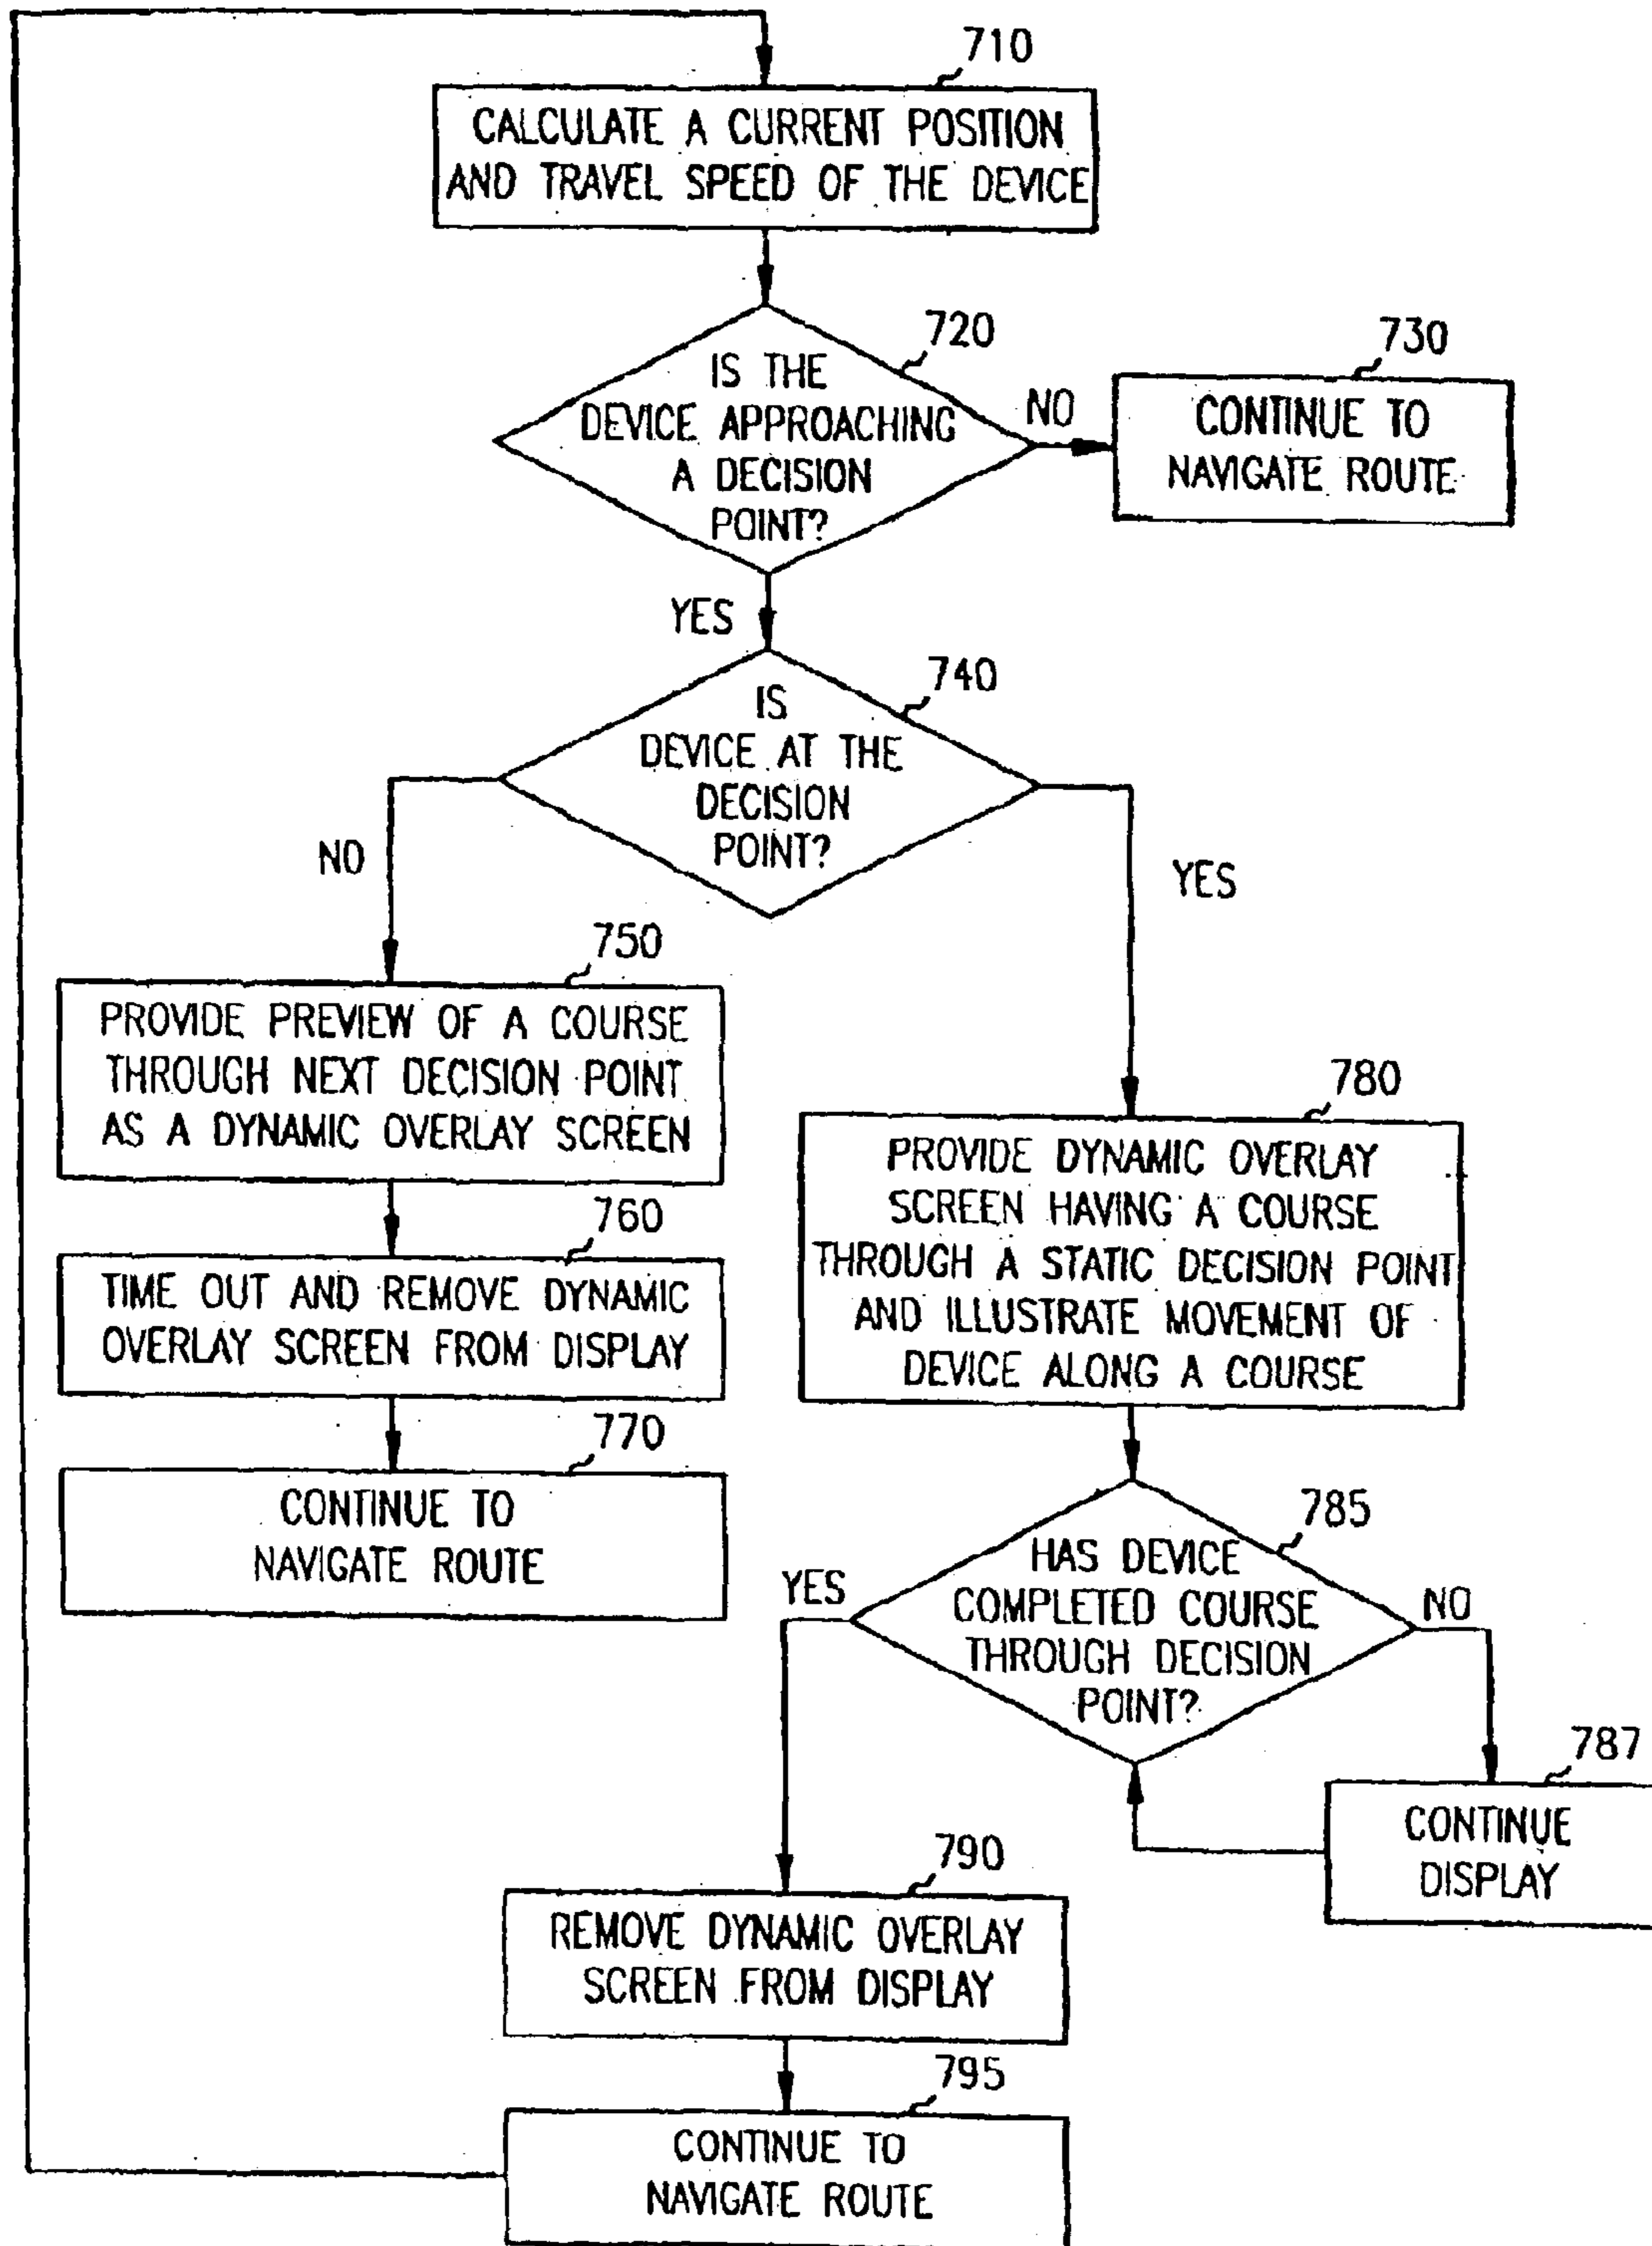 710
CALCULATE A CURRENT POSITION
AND TRAVEL SPEED OF THE DEVICE
720
IS THE
DEVICE APPROACHING
A DECISION
POINT?
NO
730
CONTINUE TO
NAVIGATE ROUTE
YES
740
IS
DEVICE AT THE
DECISION
POINT?
NO
YES
750
PROVIDE PREVIEW OF A COURSE
THROUGH NEXT DECISION POINT
AS A DYNAMIC OVERLAY SCREEN
760
TIME OUT AND REMOVE DYNAMIC
OVERLAY SCREEN FROM DISPLAY
770
CONTINUE TO
NAVIGATE ROUTE
780
PROVIDE DYNAMIC OVERLAY
SCREEN HAVING A COURSE
THROUGH A STATIC DECISION POINT
AND ILLUSTRATE MOVEMENT OF
DEVICE ALONG A COURSE
785
HAS DEVICE
COMPLETED COURSE
THROUGH DECISION
POINT?
YES
NO
787
CONTINUE
DISPLAY
790
REMOVE DYNAMIC OVERLAY
SCREEN FROM DISPLAY
795
CONTINUE TO
NAVIGATE ROUTE